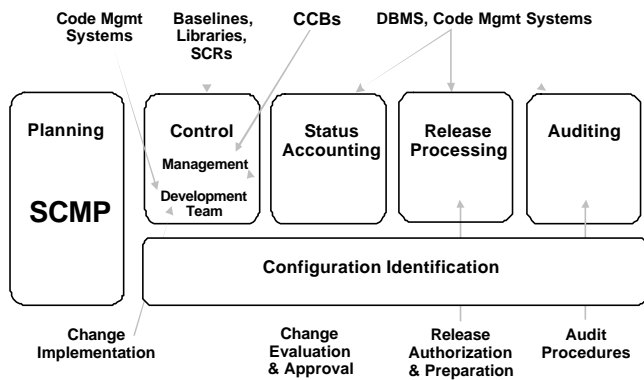 Code Mgmt
Systems
Baselines,
Libraries,
SCRs
CCBs
DBMS, Code Mgmt Systems
Planning
SCMP
Control
Management
Development
Team
Status
Accounting
Release
Processing
Auditing
Configuration Identification
Change
Implementation
Change
Evaluation
& Approval
Release
Authorization
& Preparation
Audit
Procedures